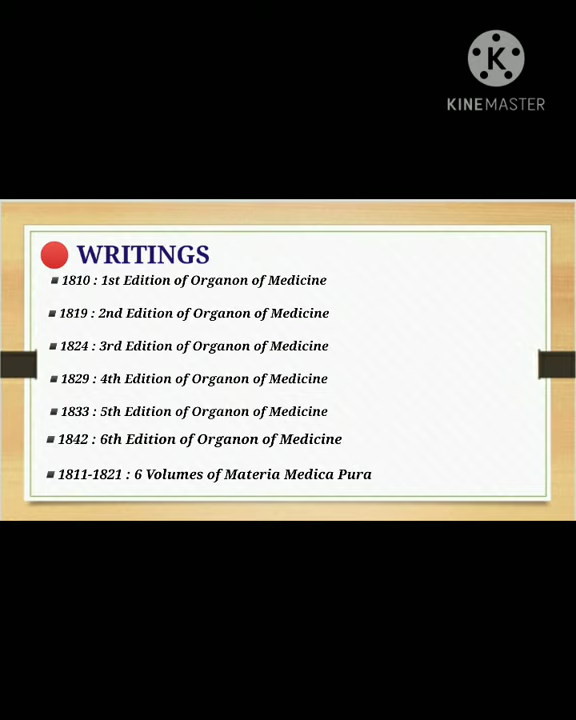 K
KINEMASTER
WRITINGS
1810 : 1st Edition of Organon of Medicine
1819 : 2nd Edition of Organon of Medicine
1824 : 3rd Edition of Organon of Medicine
1829 : 4th Edition of Organon of Medicine
1833 : 5th Edition of Organon of Medicine
1842 : 6th Edition of Organon of Medicine
1811-1821 : 6 Volumes of Materia Medica Pura